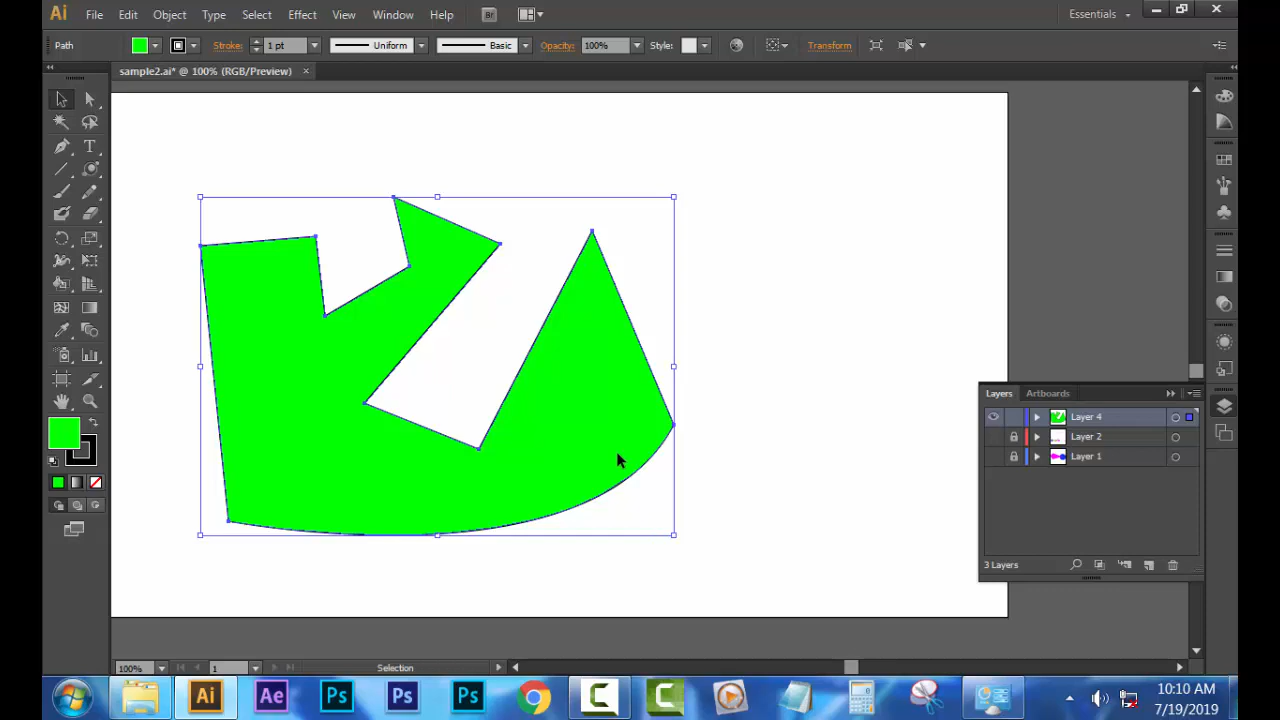 Ai File Edit Object Type Select Effect View Window Help Br Essentials
Path Stroke: 1 pt Uniform Basic Opacity: 100% Style: Transform
sample2.ai* @ 100% (RGB/Preview) ×
T
Layers Artboards
Layer 4
Layer 2
Layer 1
3 Layers
100% 1 Selection
Ai Ae Ps Ps Ps C C
10:10 AM
7/19/2019